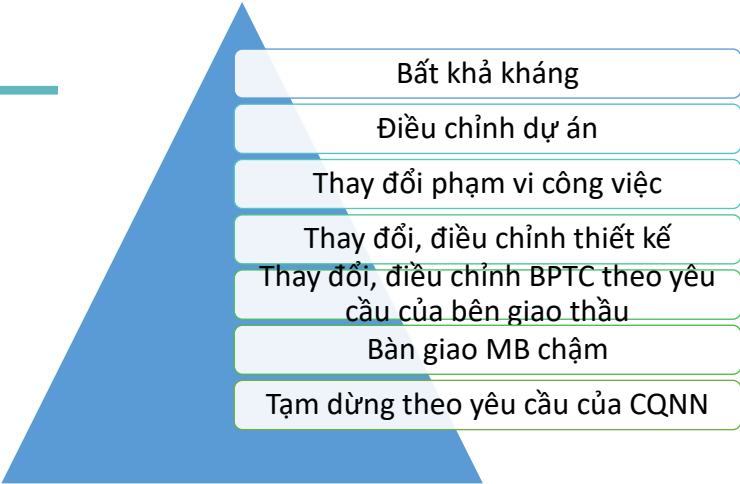 Bất khả kháng
Điều chỉnh dự án
Thay đổi phạm vi công việc
Thay đổi, điều chỉnh thiết kế
Thay đổi, điều chỉnh BPTC theo yêu
cầu của bên giao thầu
Bàn giao MB chậm
Tạm dừng theo yêu cầu của CQNN